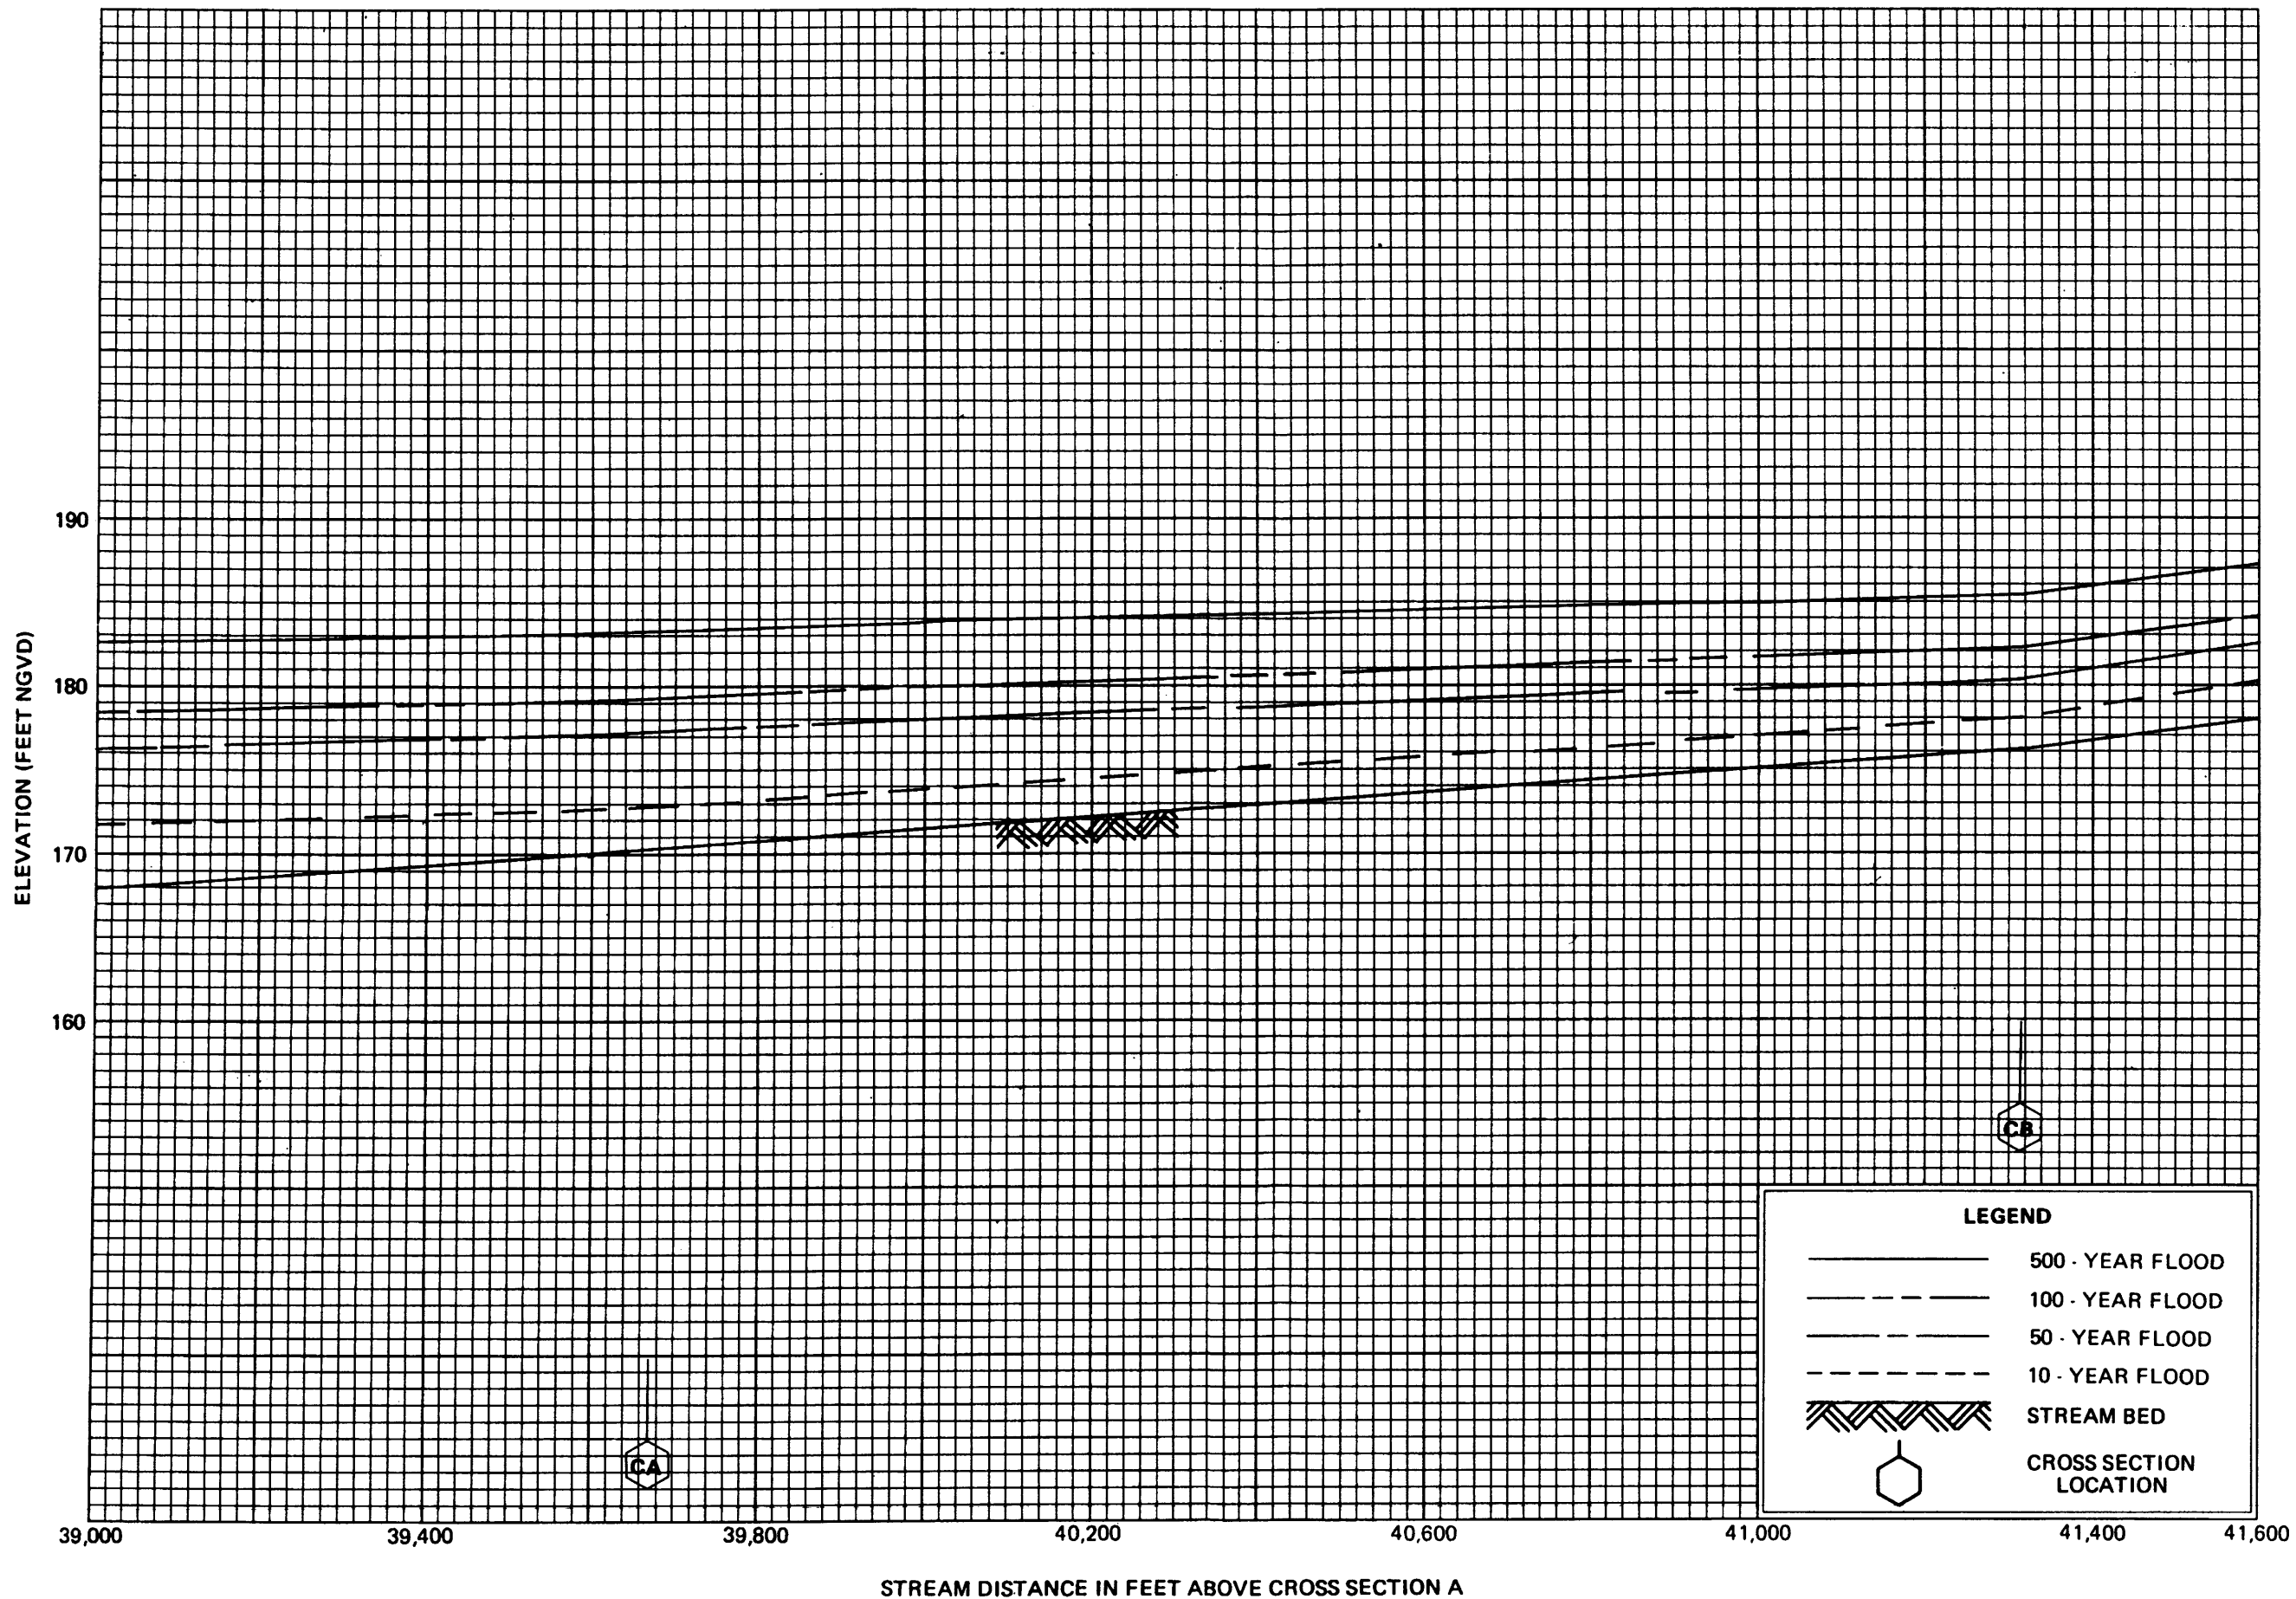 ELEVATION (FEET NGVD)
190
180
170
160
CB
CA
LEGEND
500 - YEAR FLOOD
100 - YEAR FLOOD
50 - YEAR FLOOD
10 - YEAR FLOOD
STREAM BED
CROSS SECTION
LOCATION
39,000 39,400 39,800 40,200 40,600 41,000 41,400 41,600
STREAM DISTANCE IN FEET ABOVE CROSS SECTION A